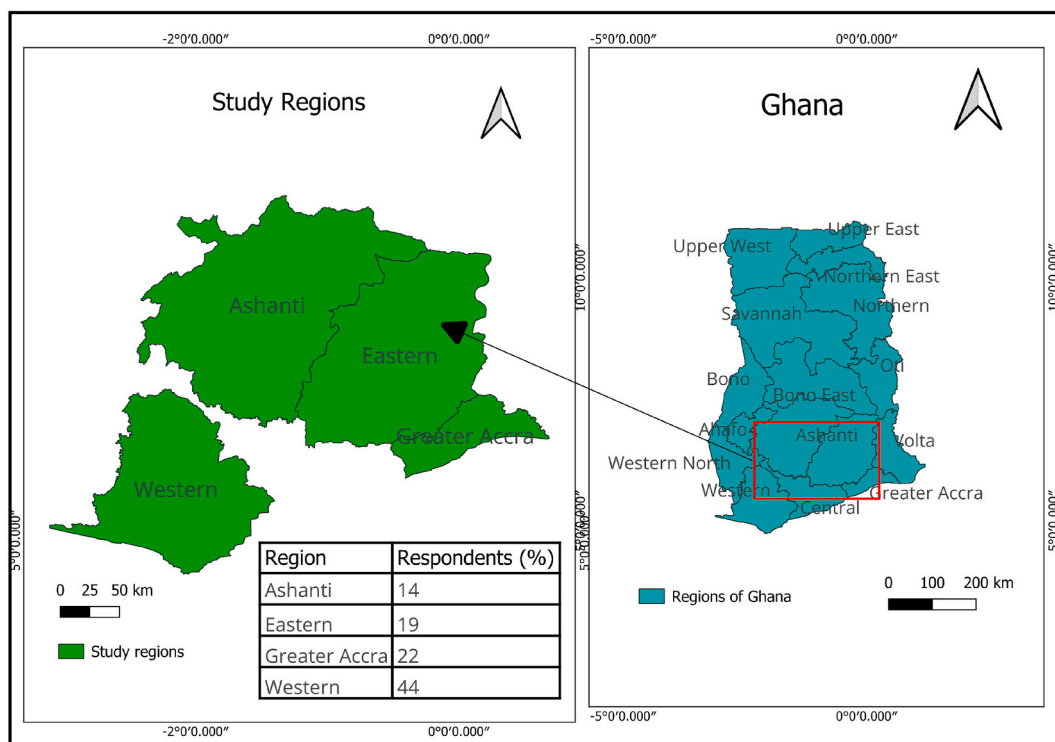 -2°0′0.000″ 0°0′0.000″
Study Regions
Ashanti
Eastern
Greater Accra
Western
10°0′0.000″
5°0′0.000″
5°0′0.000″
0 25 50 km
Study regions
Region Respondents (%)
Ashanti 14
Eastern 19
Greater Accra 22
Western 44
-2°0′0.000″ 0°0′0.000″
-5°0′0.000″ 0°0′0.000″
Ghana
Upper East
Upper West
Northern East
Northern
Savannah
Oti
Bono
Bono East
Ahafo
Ashanti
Volta
Western North
Western
Greater Accra
Central
10°0′0.000″
5°0′0.000″
5°0′0.000″
Regions of Ghana
0 100 200 km
-5°0′0.000″ 0°0′0.000″